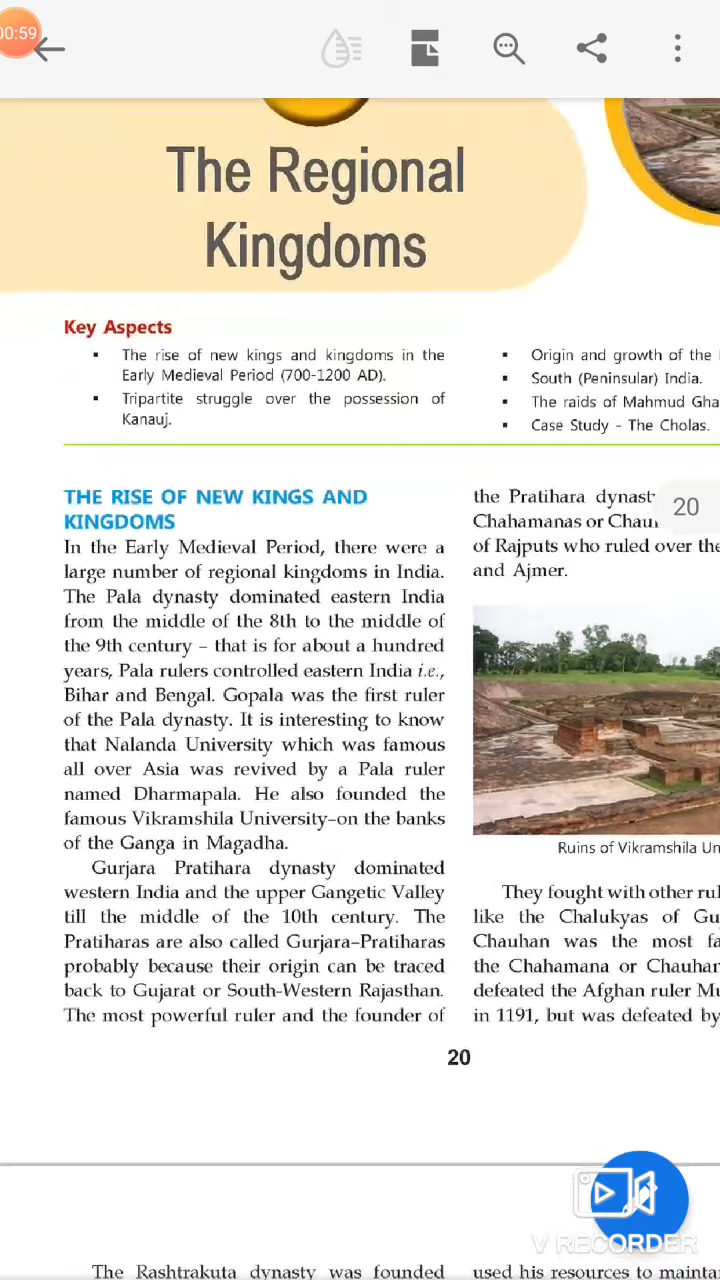 00:59
The Regional
Kingdoms
Key Aspects
▪ The rise of new kings and kingdoms in the
Early Medieval Period (700-1200 AD).
▪ Tripartite struggle over the possession of
Kanauj.
▪ Origin and growth of the
▪ South (Peninsular) India.
▪ The raids of Mahmud Gha
▪ Case Study - The Cholas.
THE RISE OF NEW KINGS AND
KINGDOMS
In the Early Medieval Period, there were a
large number of regional kingdoms in India.
The Pala dynasty dominated eastern India
from the middle of the 8th to the middle of
the 9th century – that is for about a hundred
years, Pala rulers controlled eastern India i.e.,
Bihar and Bengal. Gopala was the first ruler
of the Pala dynasty. It is interesting to know
that Nalanda University which was famous
all over Asia was revived by a Pala ruler
named Dharmapala. He also founded the
famous Vikramshila University–on the banks
of the Ganga in Magadha.
Gurjara Pratihara dynasty dominated
western India and the upper Gangetic Valley
till the middle of the 10th century. The
Pratiharas are also called Gurjara–Pratiharas
probably because their origin can be traced
back to Gujarat or South-Western Rajasthan.
The most powerful ruler and the founder of
the Pratihara dynast
Chahamanas or Chau
of Rajputs who ruled over the
and Ajmer.
20
Ruins of Vikramshila Un
They fought with other rul
like the Chalukyas of Gu
Chauhan was the most fa
the Chahamana or Chauhan
defeated the Afghan ruler Mu
in 1191, but was defeated by
20
The Rashtrakuta dynasty was founded
used his resources to mainta
V RECORDER